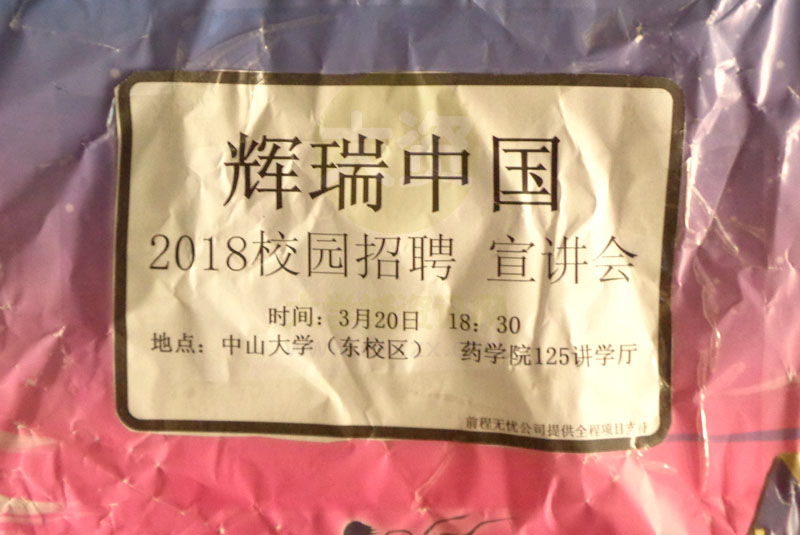 辉瑞中国
2018校园招聘 宣讲会
时间：3月20日 18：30
地点：中山大学（东校区） 药学院125讲学厅
前程无忧公司提供全程项目支持